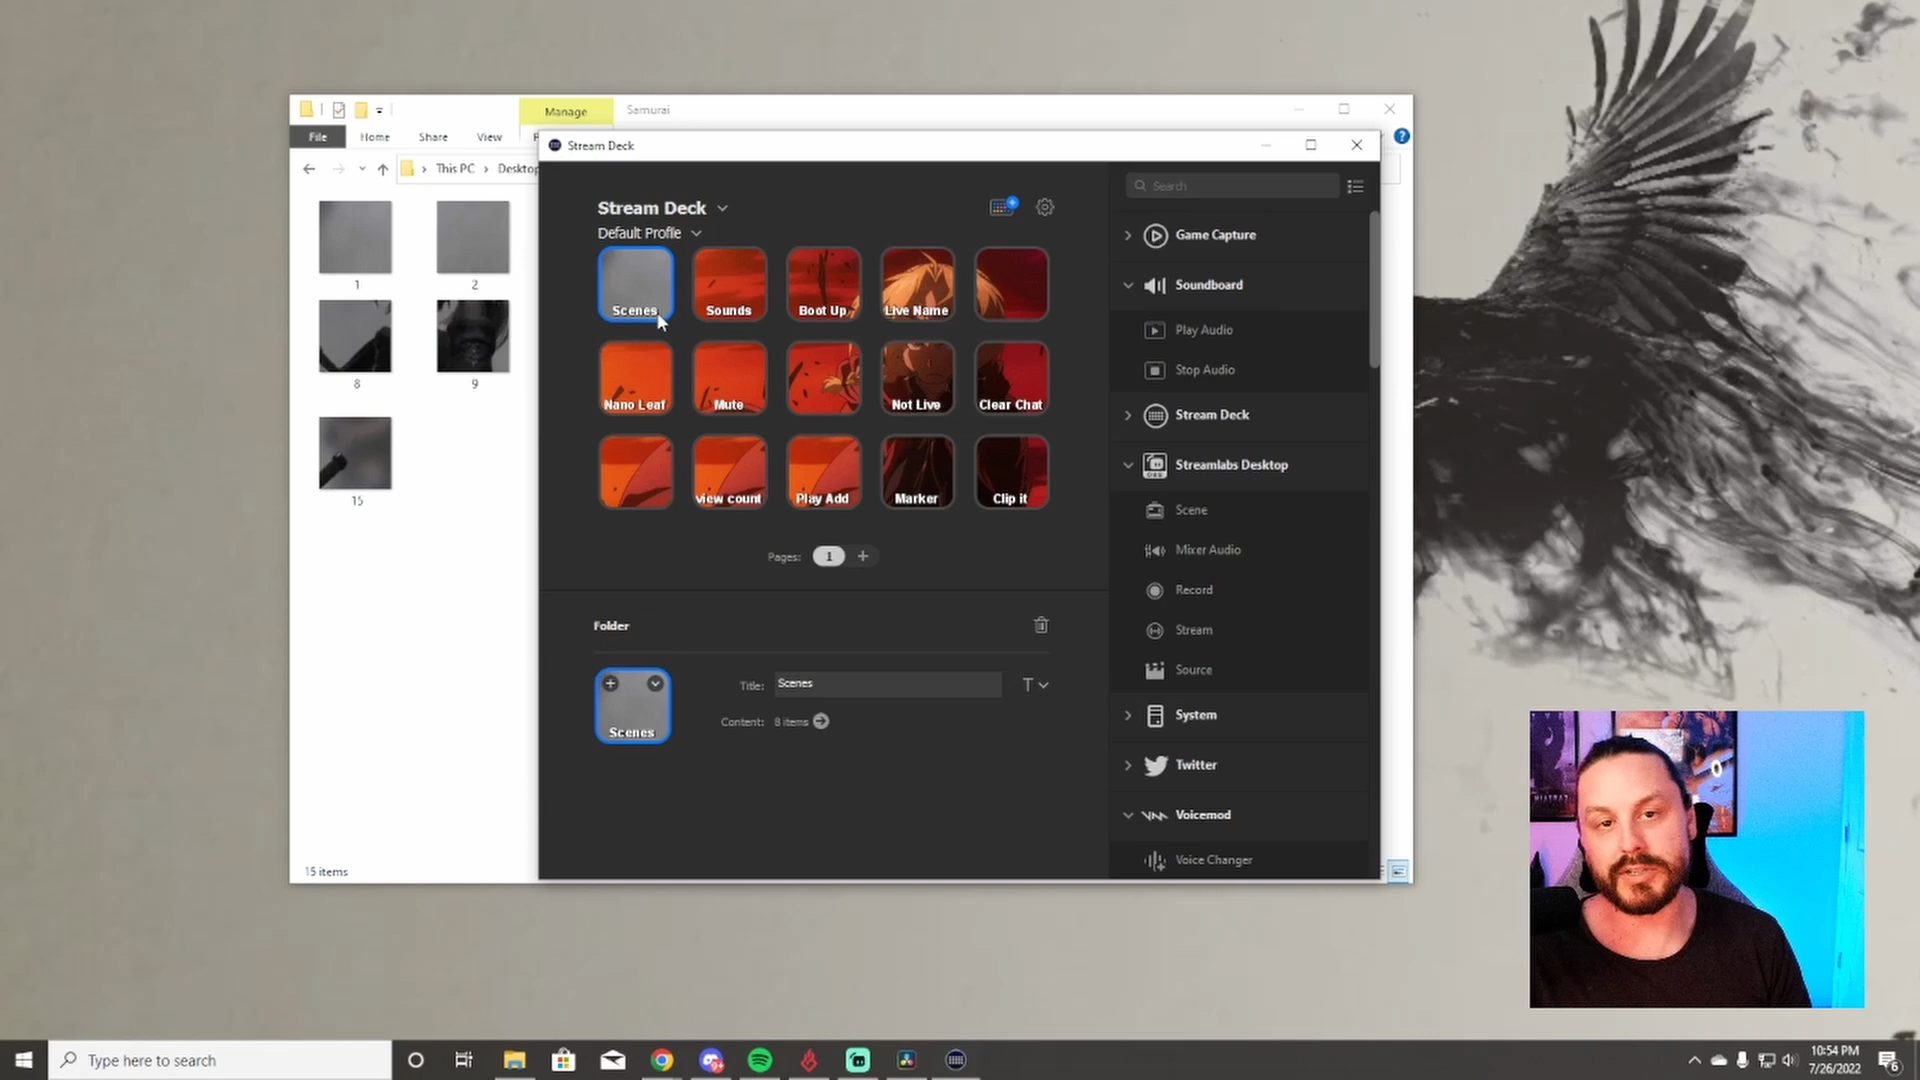 Manage
Samurai
File
Home
Share
View
This PC
Desktop
1
2
8
9
15
15 items
Stream Deck
Stream Deck
Default Profile
Scenes
Sounds
Boot Up
Live Name
Nano Leaf
Mute
Not Live
Clear Chat
view count
Play Add
Marker
Clip it
Pages:
1
+
Folder
Scenes
Title:
Scenes
T
Content:
8 items
Search
Game Capture
Soundboard
Play Audio
Stop Audio
Stream Deck
Streamlabs Desktop
Scene
Mixer Audio
Record
Stream
Source
System
Twitter
Voicemod
Voice Changer
Type here to search
10:54 PM
7/26/2022
6